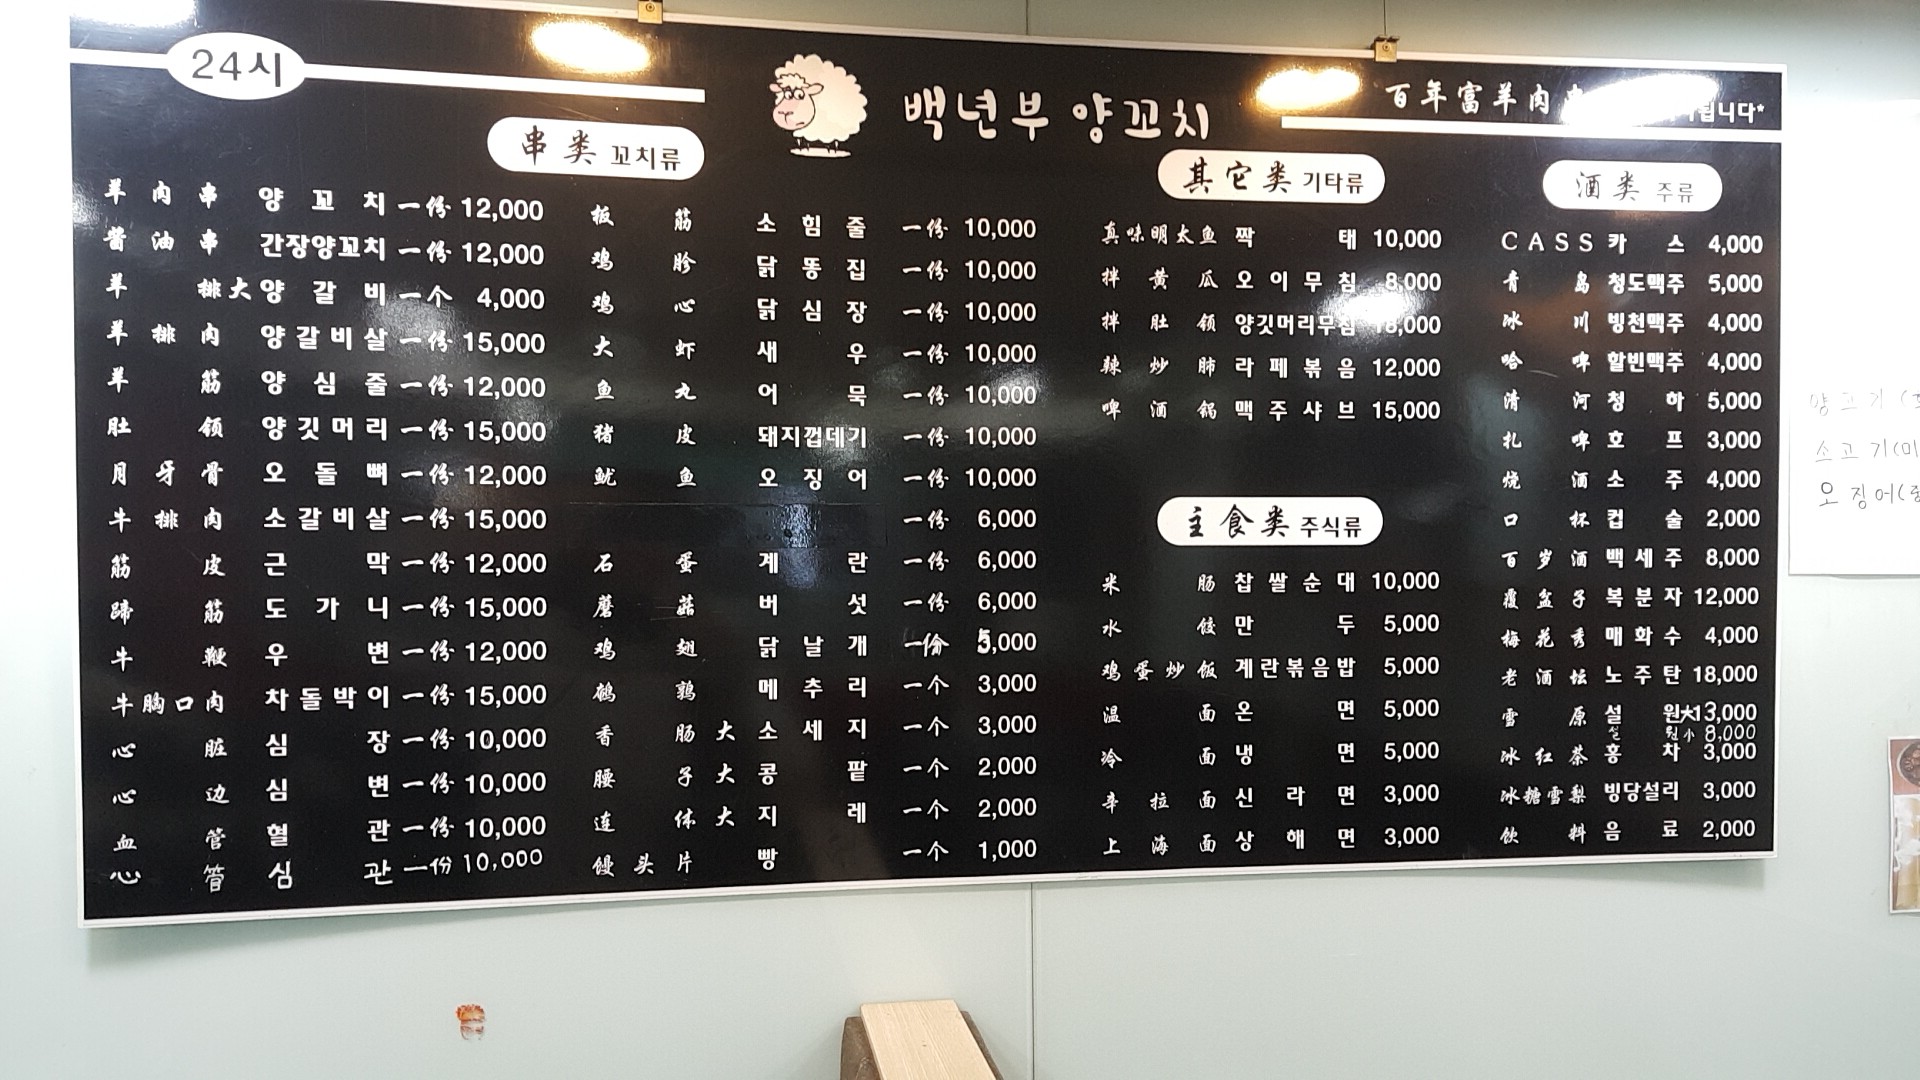 24시
백년부 양꼬치
百年富羊肉
됩니다*
串类 꼬치류
羊肉串 양꼬치 一份 12,000
酱油串 간장양꼬치 一份 12,000
羊排大 양갈비 一个 4,000
羊排肉 양갈비살 一份 15,000
羊筋 양심줄 一份 12,000
肚领 양깃머리 一份 15,000
月牙骨 오돌뼈 一份 12,000
牛排肉 소갈비살 一份 15,000
筋皮 근막 一份 12,000
蹄筋 도가니 一份 15,000
牛鞭 우변 一份 12,000
牛胸口肉 차돌박이 一份 15,000
心脏 심장 一份 10,000
心边 심변 一份 10,000
血管 혈관 一份 10,000
心管 심관 一份 10,000
板筋 소힘줄 一份 10,000
鸡胗 닭똥집 一份 10,000
鸡心 닭심장 一份 10,000
大虾 새우 一份 10,000
鱼丸 어묵 一份 10,000
猪皮 돼지껍데기 一份 10,000
鱿鱼 오징어 一份 10,000
一份 6,000
石蛋 계란 一份 6,000
蘑菇 버섯 一份 6,000
鸡翅 닭날개 一份 5,000
鹌鹑 메추리 一个 3,000
香肠大 소세지 一个 3,000
腰子大 콩팥 一个 2,000
连体大 지레 一个 2,000
馒头片 빵 一个 1,000
其它类 기타류
真味明太鱼 짝태 10,000
拌黄瓜 오이무침 8,000
拌肚领 양깃머리무침
辣炒肺 라페볶음 12,000
啤酒锅 맥주샤브 15,000
主食类 주식류
米肠 찹쌀순대 10,000
水饺 만두 5,000
鸡蛋炒饭 계란볶음밥 5,000
温面 온면 5,000
冷面 냉면 5,000
辛拉面 신라면 3,000
上海面 상해면 3,000
酒类 주류
CASS 카스 4,000
青岛 청도맥주 5,000
冰川 빙천맥주 4,000
哈啤 할빈맥주 4,000
清河 청하 5,000
扎啤 호프 3,000
烧酒 소주 4,000
口杯 컵술 2,000
百岁酒 백세주 8,000
覆盆子 복분자 12,000
梅花秀 매화수 4,000
老酒坛 노주탄 18,000
雪原 설원大 13,000
설원小 8,000
冰红茶 홍차 3,000
冰糖雪梨 빙당설리 3,000
饮料 음료 2,000
양고기(
소고기(미
오징어(중